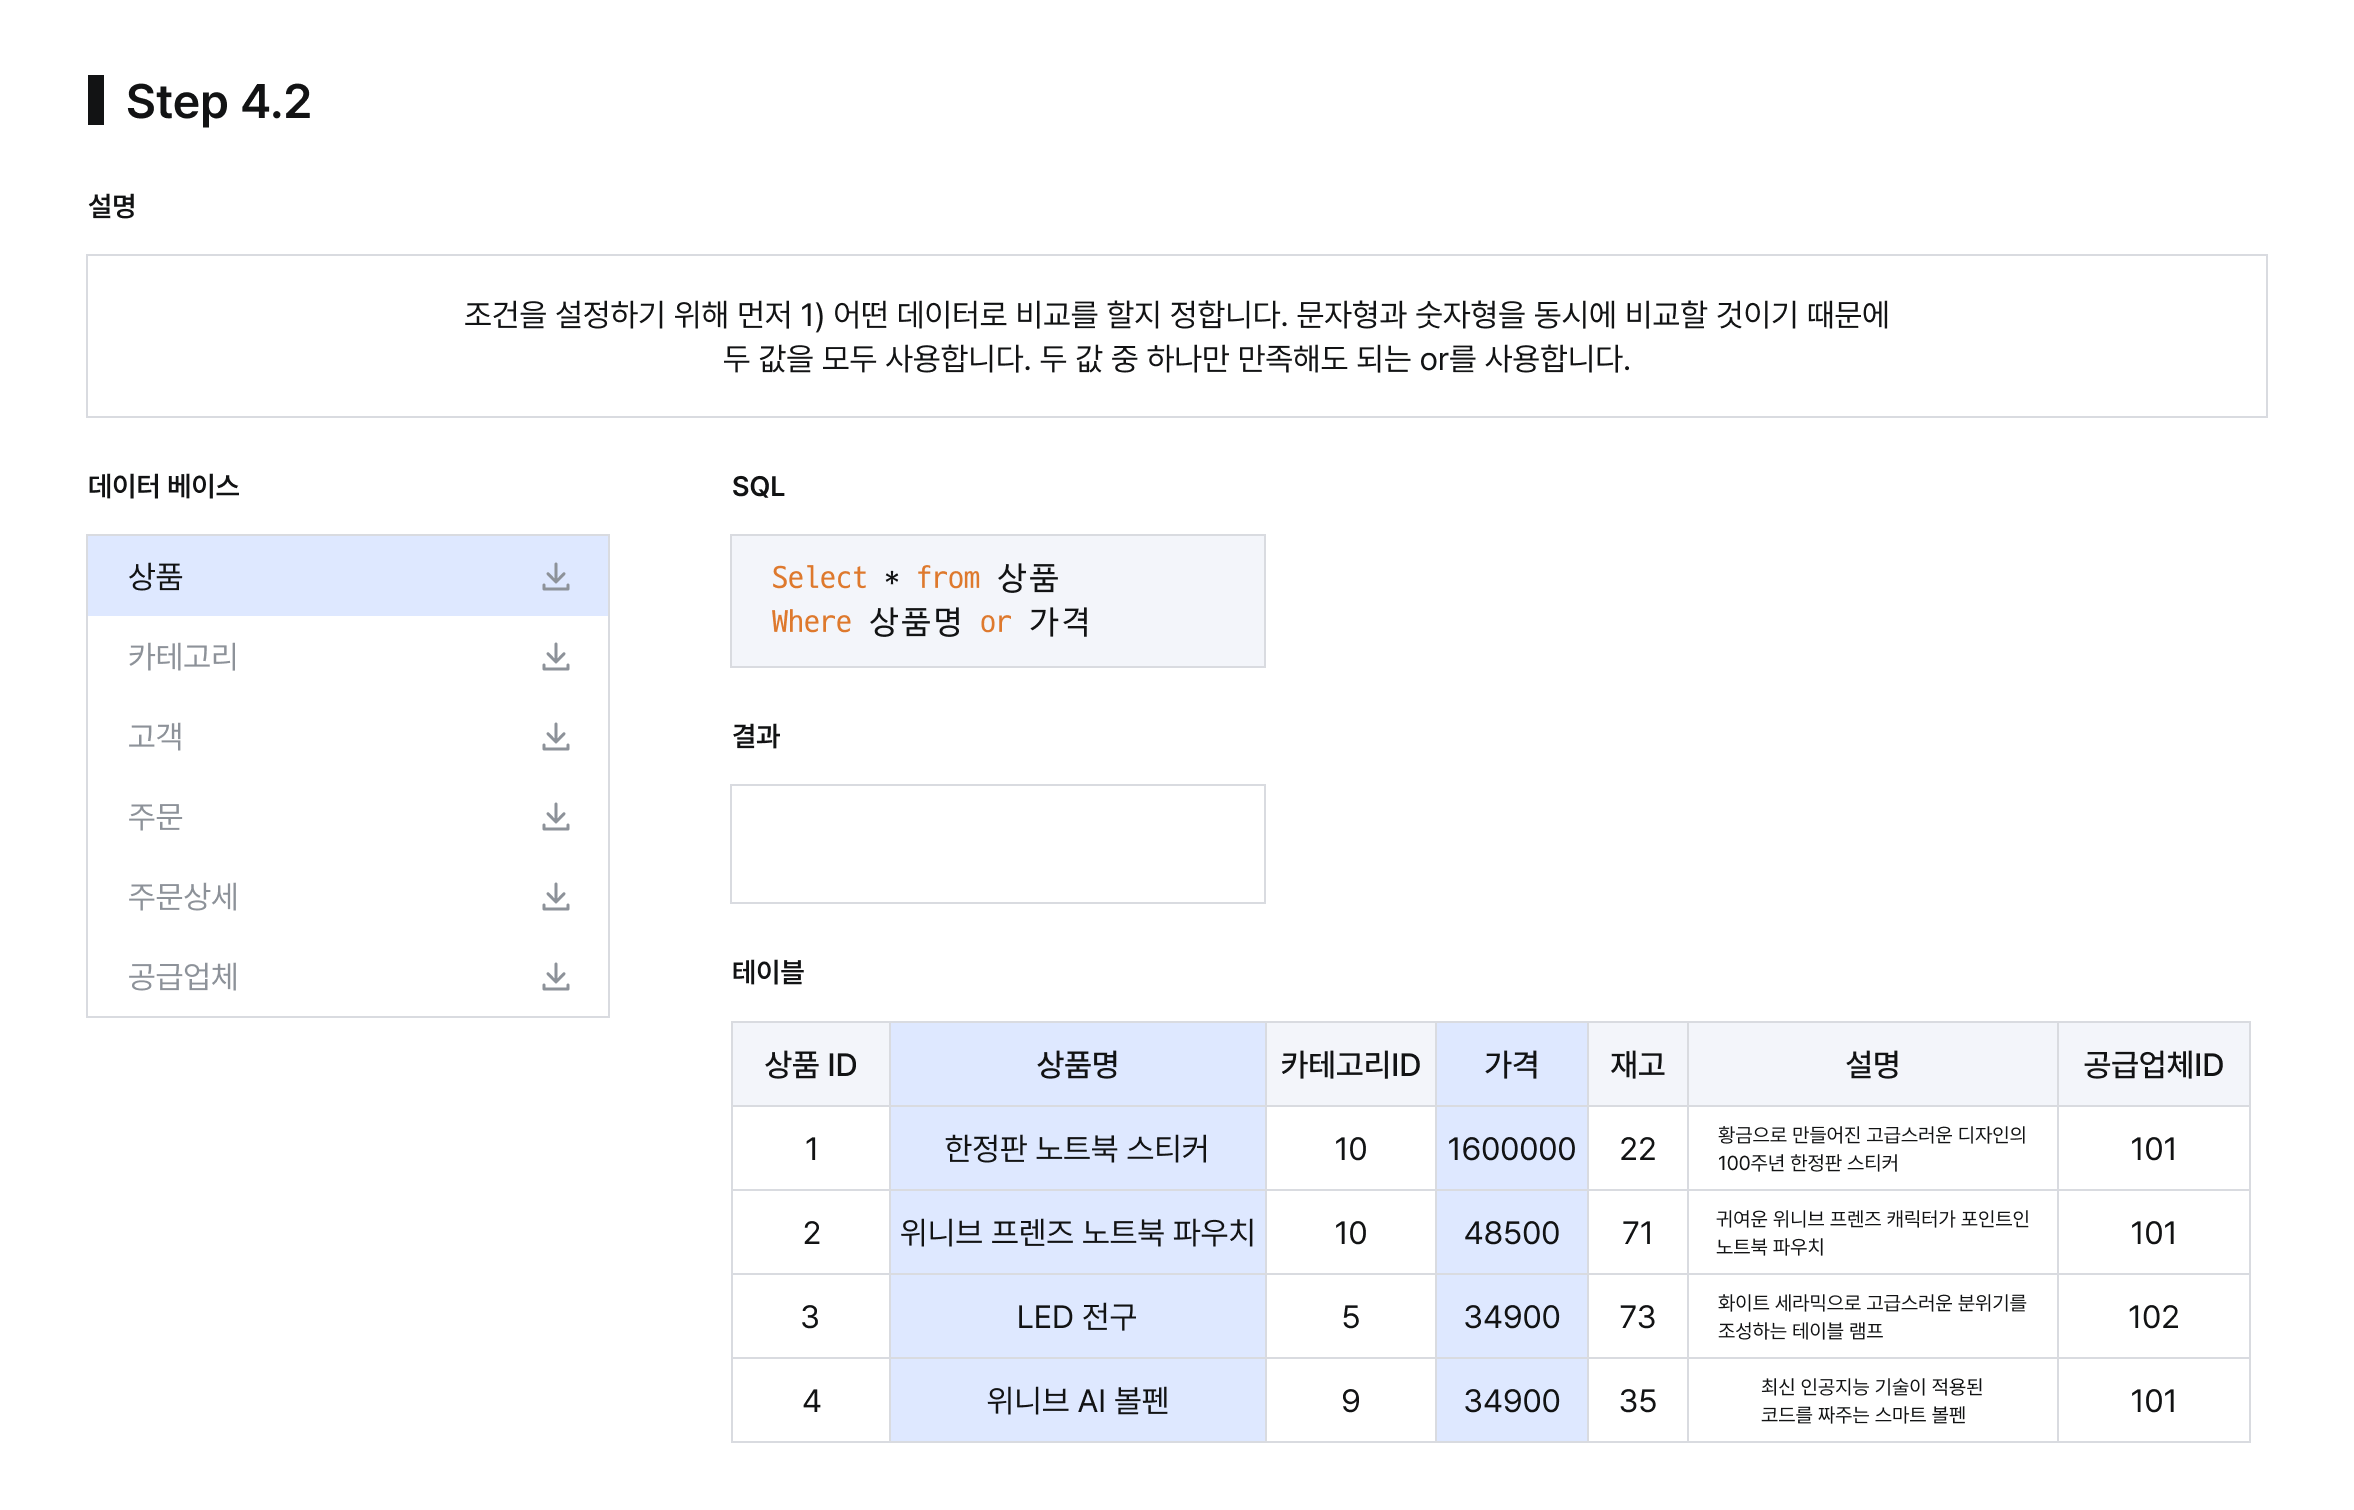 Step 4.2
설명
조건을 설정하기 위해 먼저 1) 어떤 데이터로 비교를 할지 정합니다. 문자형과 숫자형을 동시에 비교할 것이기 때문에
두 값을 모두 사용합니다. 두 값 중 하나만 만족해도 되는 or를 사용합니다.
데이터 베이스
상품
카테고리
고객
주문
주문상세
공급업체
SQL
Select * from 상품
Where 상품명 or 가격
결과
테이블
상품 ID 상품명 카테고리ID 가격 재고 설명 공급업체ID
1 한정판 노트북 스티커 10 1600000 22 황금으로 만들어진 고급스러운 디자인의
100주년 한정판 스티커 101
2 위니브 프렌즈 노트북 파우치 10 48500 71 귀여운 위니브 프렌즈 캐릭터가 포인트인
노트북 파우치 101
3 LED 전구 5 34900 73 화이트 세라믹으로 고급스러운 분위기를
조성하는 테이블 램프 102
4 위니브 AI 볼펜 9 34900 35 최신 인공지능 기술이 적용된
코드를 짜주는 스마트 볼펜 101